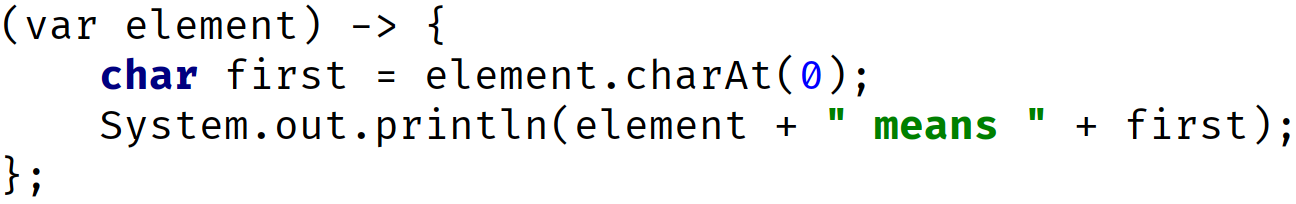 (var element) -> {
    char first = element.charAt(0);
    System.out.println(element + " means " + first);
};